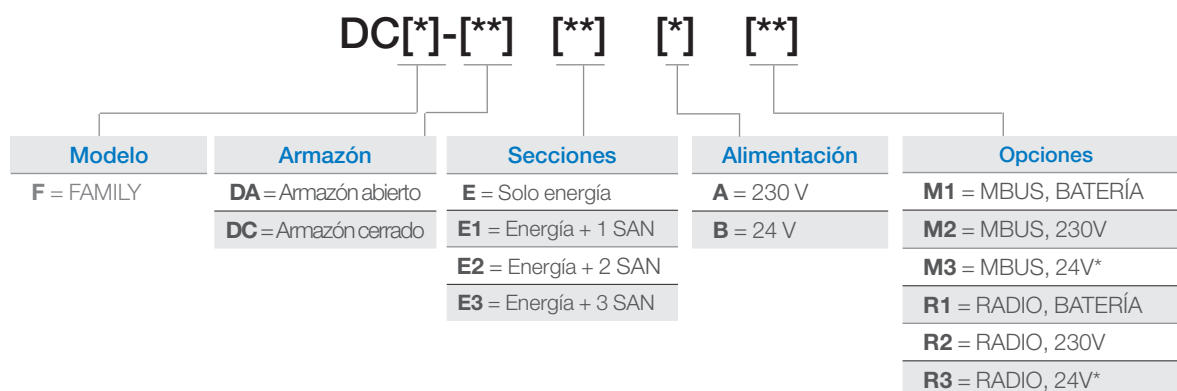 DC[*]-[**] [**] [*] [**]
Modelo
F = FAMILY
Armazón
DA = Armazón abierto
DC = Armazón cerrado
Secciones
E = Solo energía
E1 = Energía + 1 SAN
E2 = Energía + 2 SAN
E3 = Energía + 3 SAN
Alimentación
A = 230 V
B = 24 V
Opciones
M1 = MBUS, BATERÍA
M2 = MBUS, 230V
M3 = MBUS, 24V*
R1 = RADIO, BATERÍA
R2 = RADIO, 230V
R3 = RADIO, 24V*